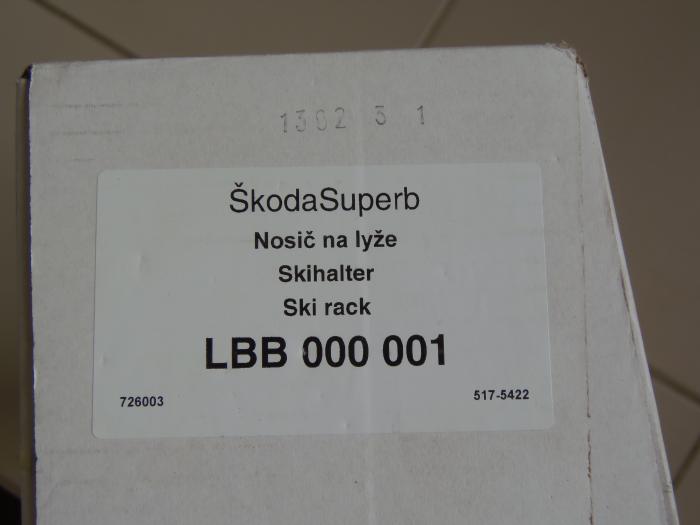 1302 3 1
ŠkodaSuperb
Nosič na lyže
Skihalter
Ski rack
LBB 000 001
726003 517-5422